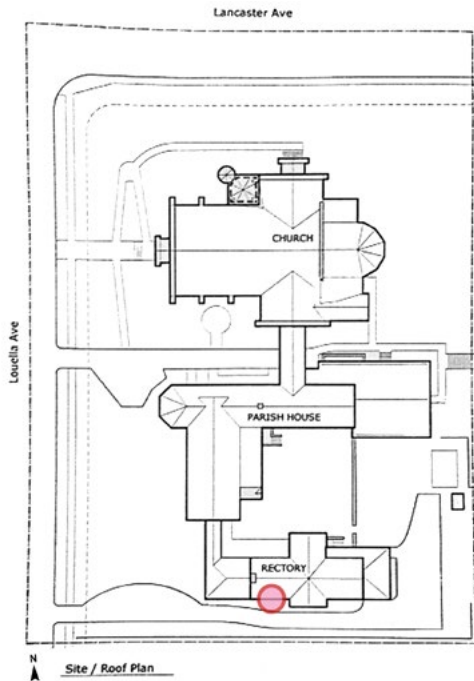 Lancaster Ave
CHURCH
Louella Ave
PARISH HOUSE
RECTORY
N
Site / Roof Plan